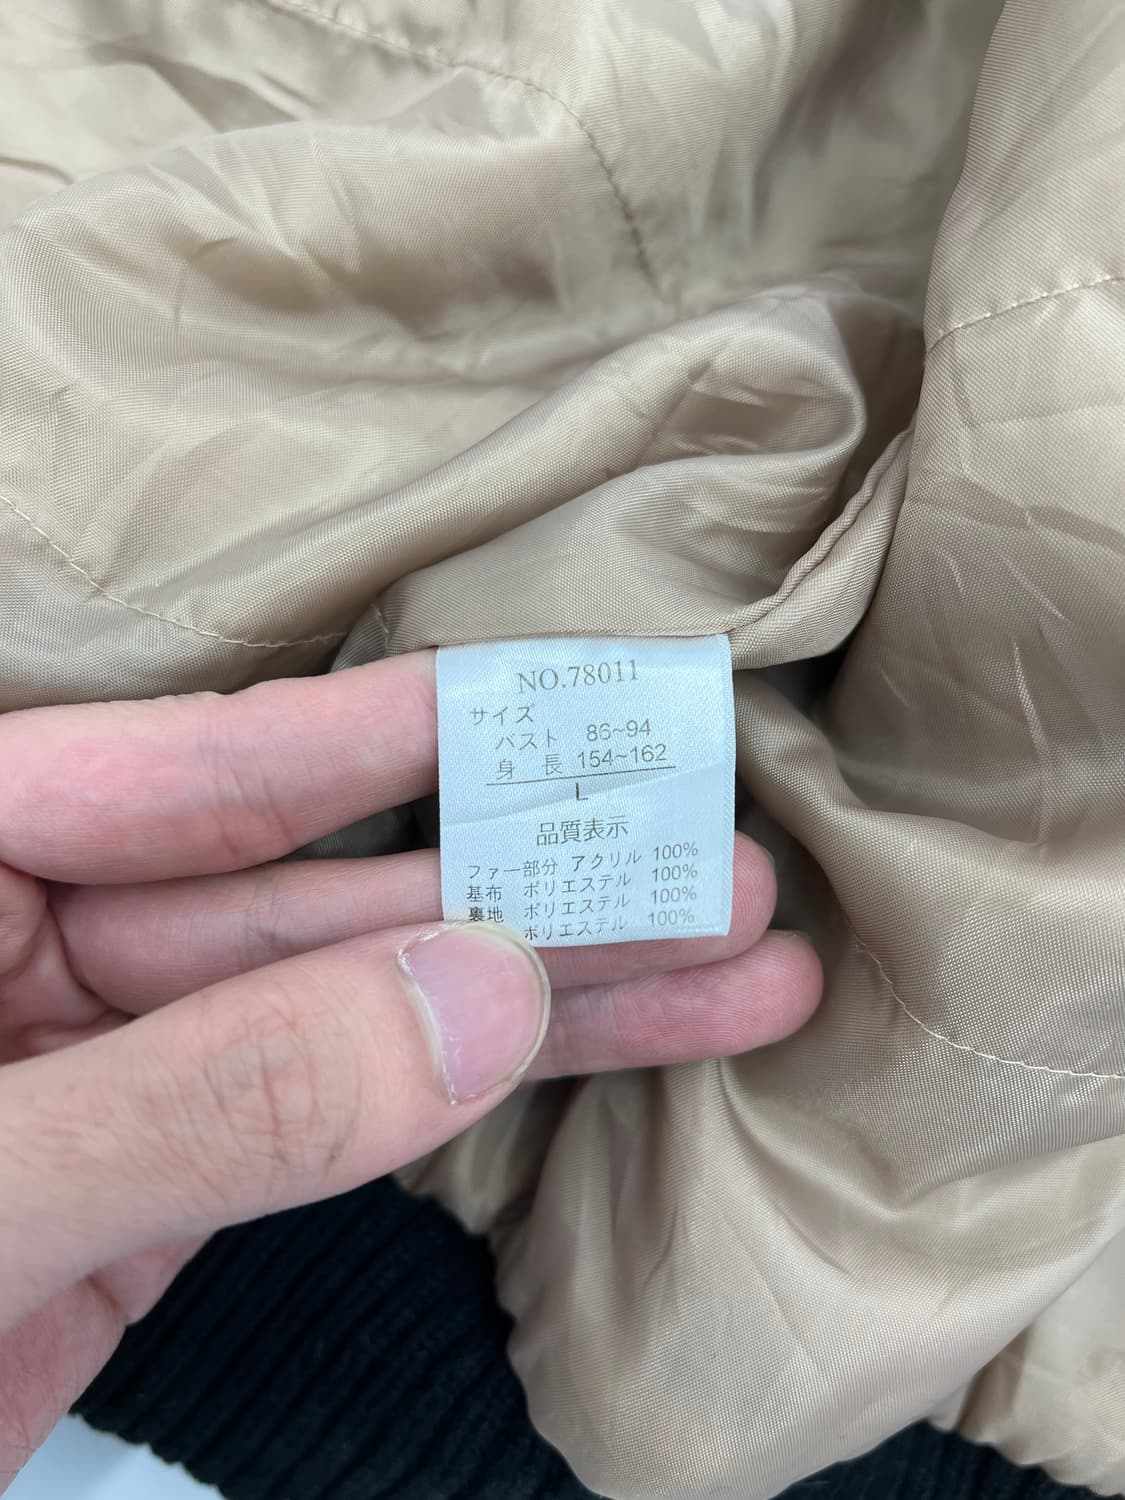 NO.78011
サイズ
バスト 86~94
身 長 154~162
L
品質表示
ファー部分 アクリル 100%
基布 ポリエステル 100%
裏地 ポリエステル 100%
ポリエステル 100%